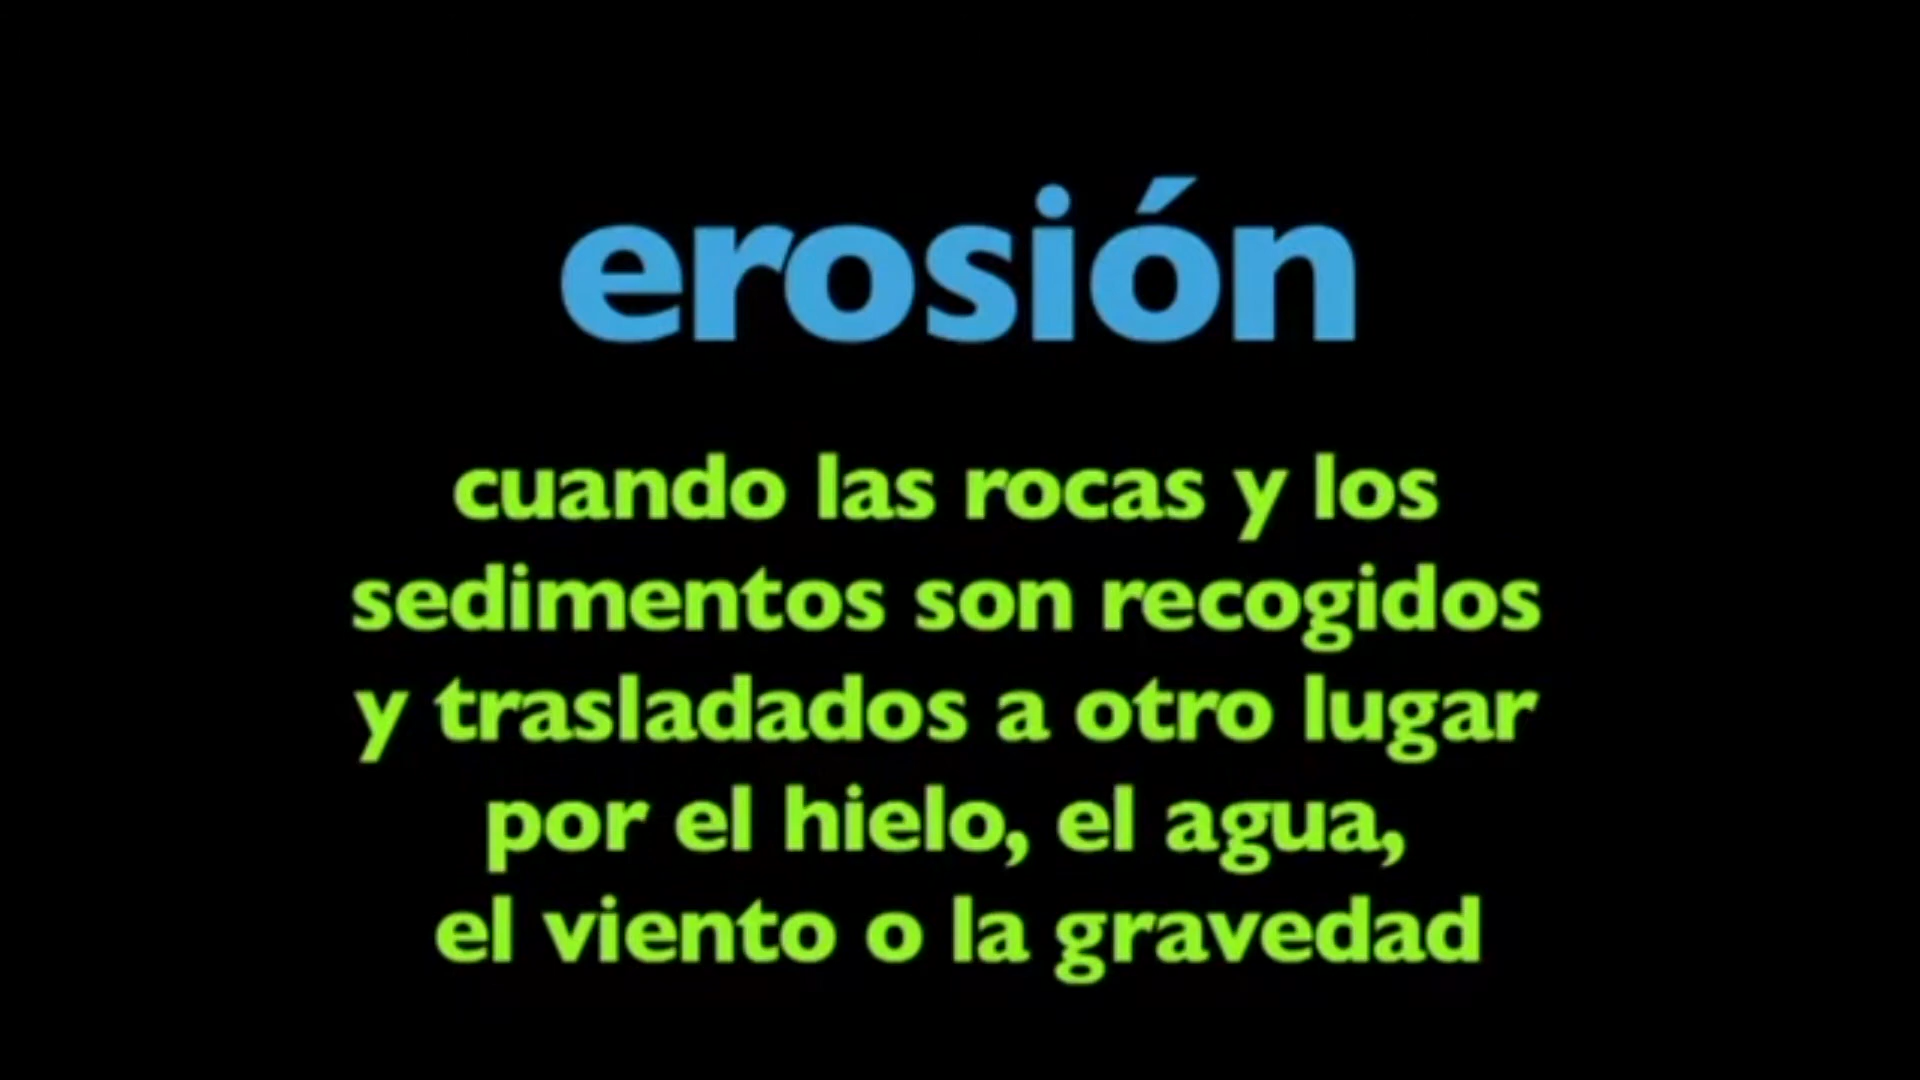 erosión
cuando las rocas y los
sedimentos son recogidos
y trasladados a otro lugar
por el hielo, el agua,
el viento o la gravedad